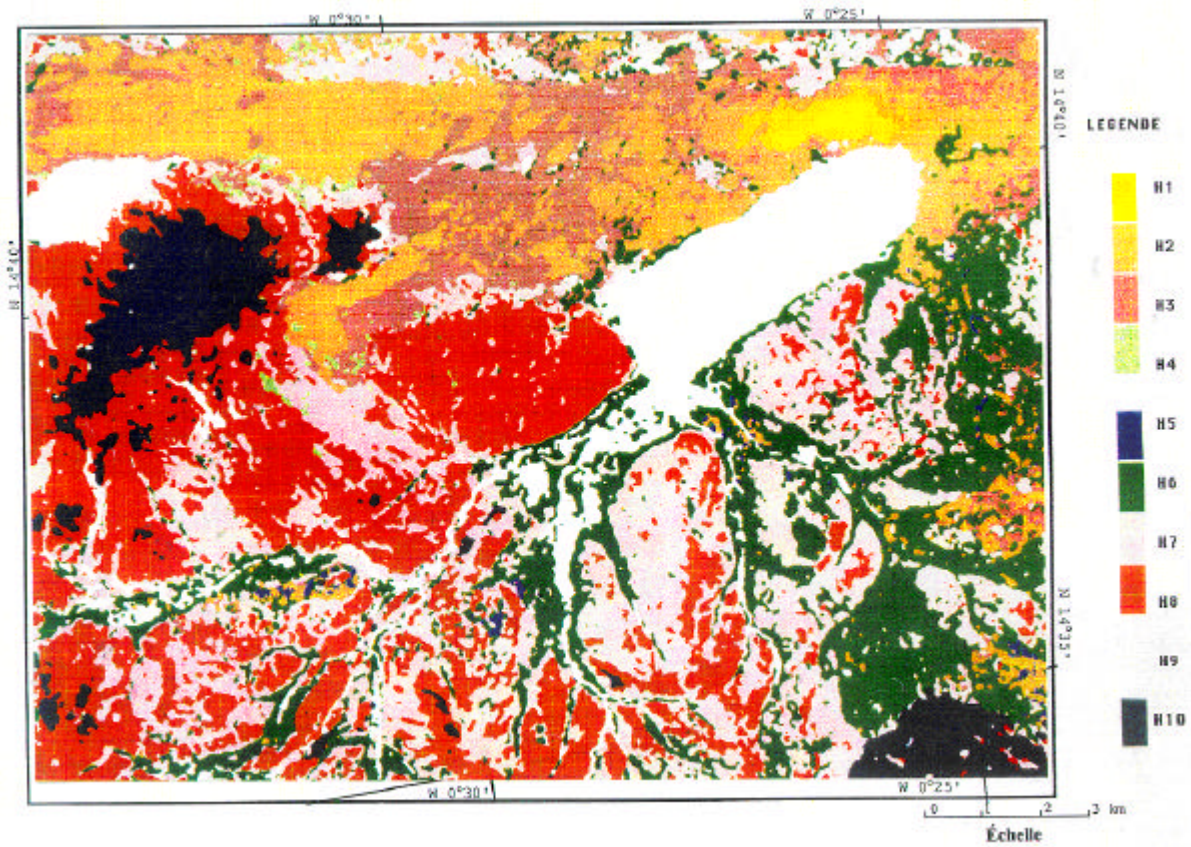 W 0°30'
W 0°25'
N 14°40'
LEGENDE
H1
H2
N 14°40'
H3
H4
H5
H6
H7
H8
N 14°35'
H9
H10
W 0°30'
W 0°25'
0 1 2 3 km
Échelle